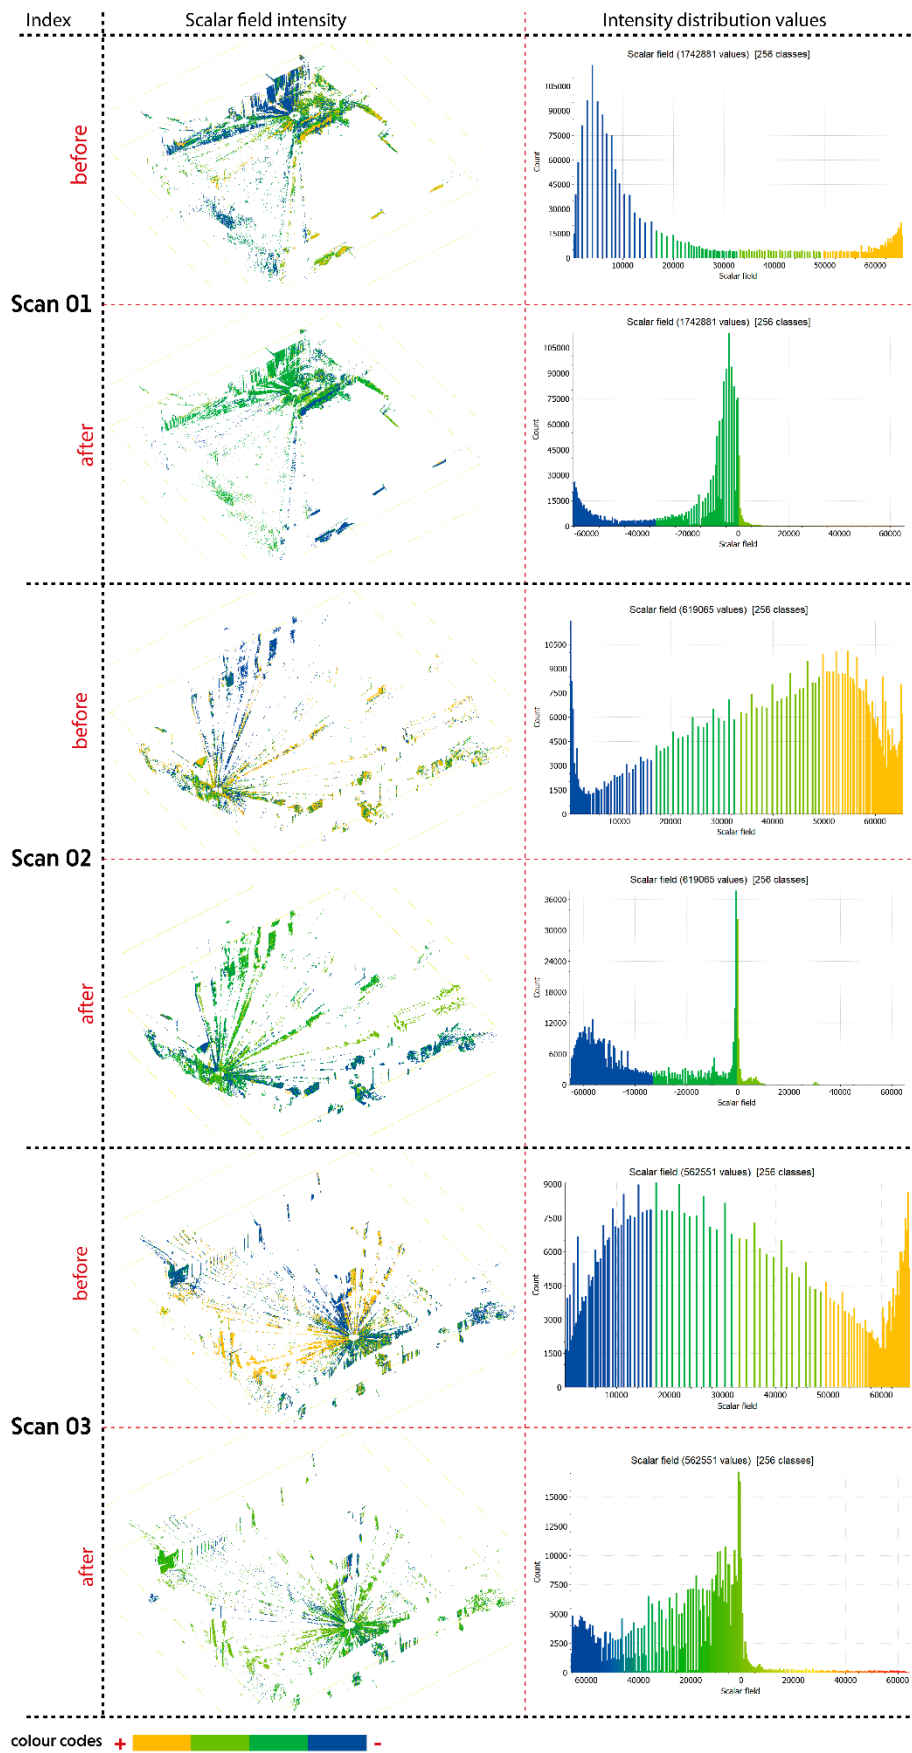 Index Scalar field intensity Intensity distribution values
before
Scalar field (1742881 values) [256 classes]
Count
105000
90000
75000
60000
45000
30000
15000
0
10000 20000 30000 40000 50000 60000
Scalar field
Scan 01
after
Scalar field (1742881 values) [256 classes]
Count
105000
90000
75000
60000
45000
30000
15000
0
-60000 -40000 -20000 0 20000 40000 60000
Scalar field
before
Scalar field (619065 values) [256 classes]
Count
10500
9000
7500
6000
4500
3000
1500
0
10000 20000 30000 40000 50000 60000
Scalar field
Scan 02
after
Scalar field (619065 values) [256 classes]
Count
36000
30000
24000
18000
12000
6000
0
-60000 -40000 -20000 0 20000 40000 60000
Scalar field
before
Scalar field (562551 values) [256 classes]
Count
9000
7500
6000
4500
3000
1500
0
10000 20000 30000 40000 50000 60000
Scalar field
Scan 03
after
Scalar field (562551 values) [256 classes]
Count
15000
12500
10000
7500
5000
2500
0
60000 40000 20000 0 20000 40000 60000
Scalar field
colour codes + -